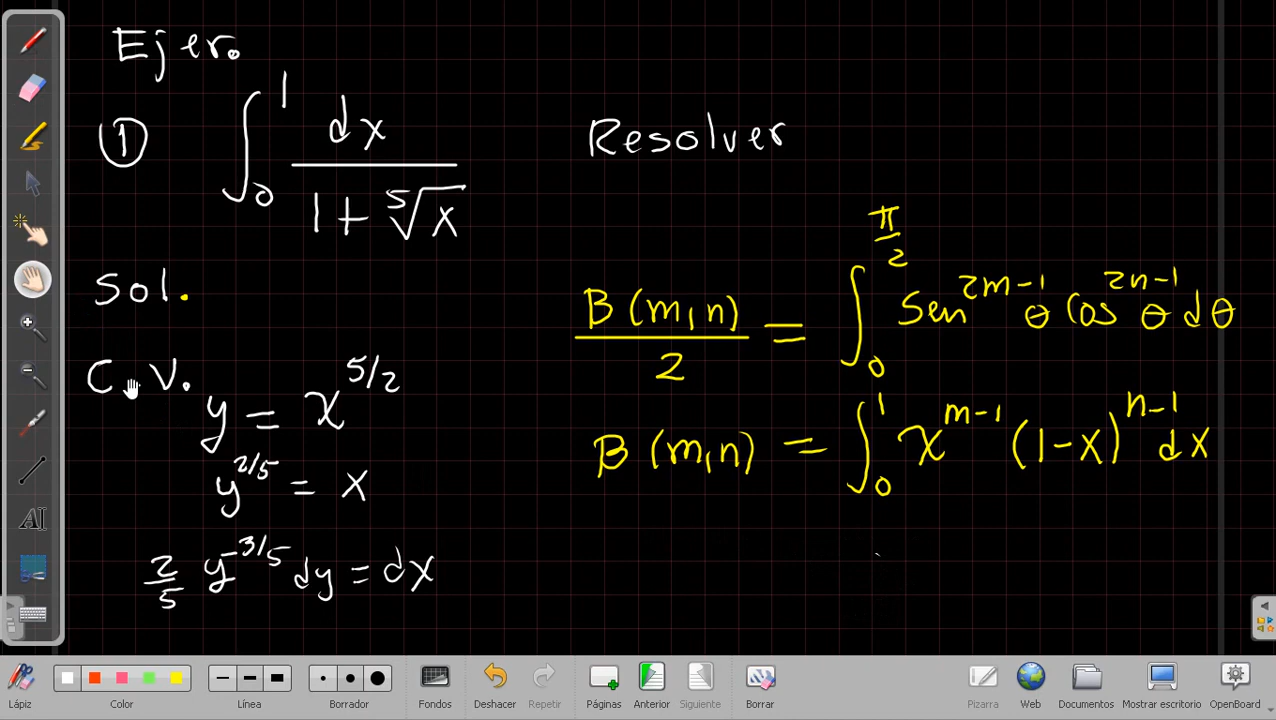 Ejer.
① ∫₀¹ dx / (1 + ⁵√x) Resolver
Sol.
B(m,n)/2 = ∫₀^(π/2) Sen^(2m-1) θ Cos^(2n-1) θ dθ
C.V.
y = x^(5/2)
B(m,n) = ∫₀¹ x^(m-1) (1-x)^(n-1) dx
y^(2/5) = x
2/5 y^(-3/5) dy = dx
Lápiz Color Línea Borrador Fondos Deshacer Repetir Páginas Anterior Siguiente Borrar Pizarra Web Documentos Mostrar escritorio OpenBoard